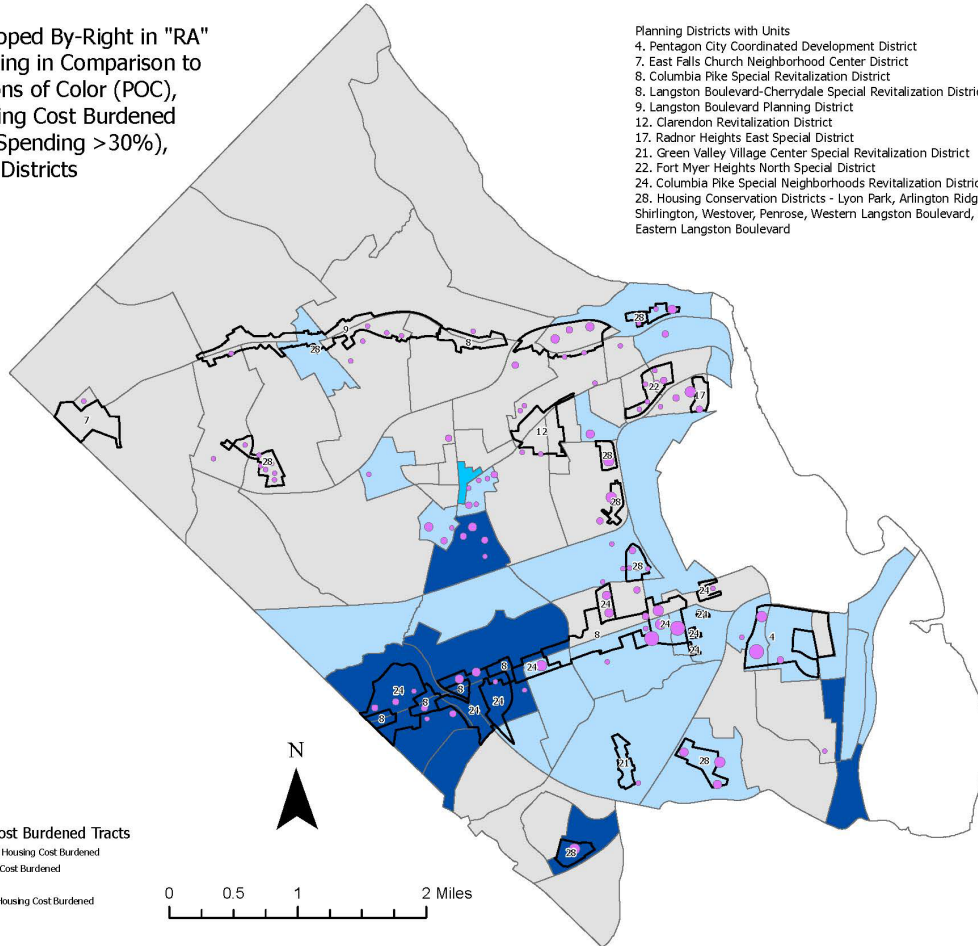 oped By-Right in "RA"
ing in Comparison to
ons of Color (POC),
ing Cost Burdened
Spending >30%),
Districts
Planning Districts with Units
4. Pentagon City Coordinated Development District
7. East Falls Church Neighborhood Center District
8. Columbia Pike Special Revitalization District
8. Langston Boulevard-Cherrydale Special Revitalization Distri
9. Langston Boulevard Planning District
12. Clarendon Revitalization District
17. Radnor Heights East Special District
21. Green Valley Village Center Special Revitalization District
22. Fort Myer Heights North Special District
24. Columbia Pike Special Neighborhoods Revitalization Distric
28. Housing Conservation Districts - Lyon Park, Arlington Ridg
Shirlington, Westover, Penrose, Western Langston Boulevard,
Eastern Langston Boulevard
28
9
8
28
22
17
7
12
28
28
28
28
24
24
24
24
8
24
24
4
8
24
24
8
8
24
24
8
21
28
28
N
ost Burdened Tracts
Housing Cost Burdened
Cost Burdened
Housing Cost Burdened
0 0.5 1 2 Miles